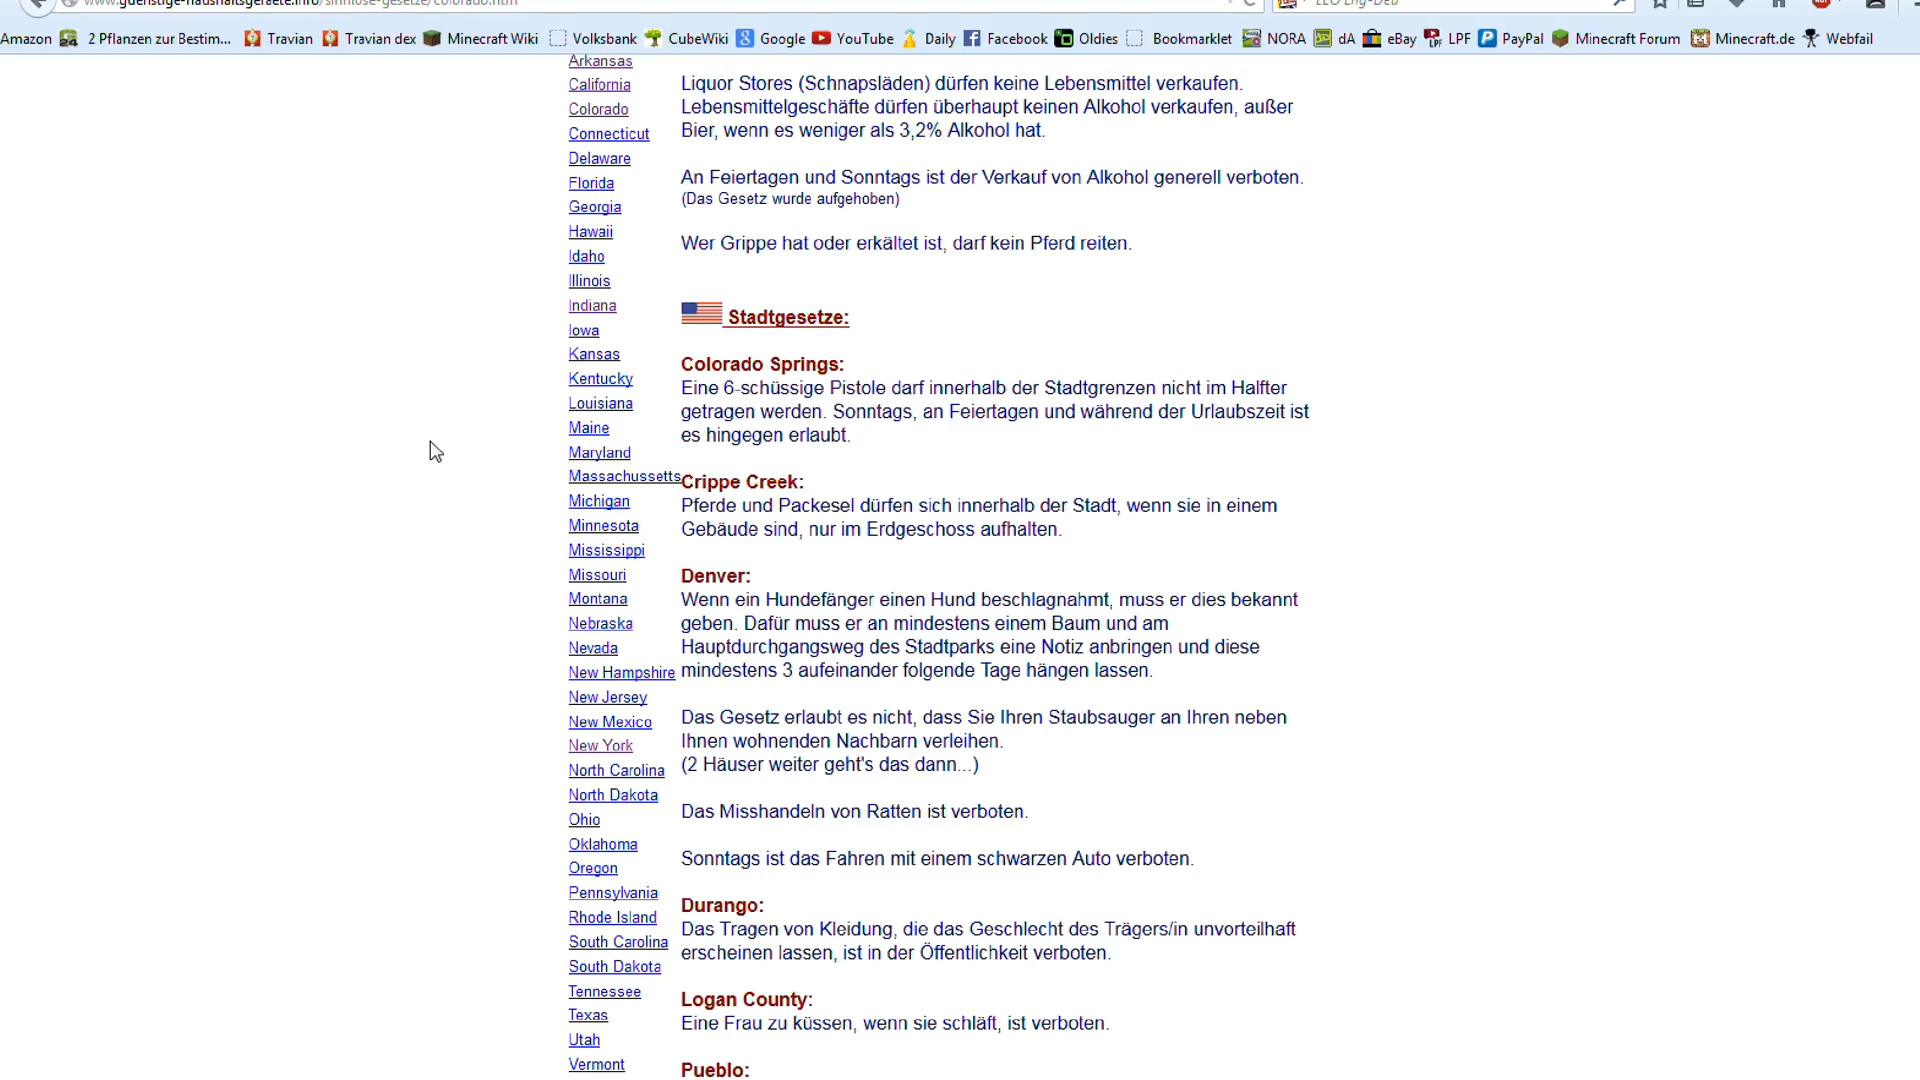 www.guenstige-haushaltsgeraete.info/sinnlose-gesetze/colorado.htm
LEO Eng-Deu
Amazon 2 Pflanzen zur Bestim... Travian Travian dex Minecraft Wiki Volksbank CubeWiki Google YouTube Daily Facebook Oldies Bookmarklet NORA dA eBay LPF PayPal Minecraft Forum Minecraft.de Webfail
Arkansas
California
Colorado
Connecticut
Delaware
Florida
Georgia
Hawaii
Idaho
Illinois
Indiana
Iowa
Kansas
Kentucky
Louisiana
Maine
Maryland
Massachussetts
Michigan
Minnesota
Mississippi
Missouri
Montana
Nebraska
Nevada
New Hampshire
New Jersey
New Mexico
New York
North Carolina
North Dakota
Ohio
Oklahoma
Oregon
Pennsylvania
Rhode Island
South Carolina
South Dakota
Tennessee
Texas
Utah
Vermont
Liquor Stores (Schnapsläden) dürfen keine Lebensmittel verkaufen.
Lebensmittelgeschäfte dürfen überhaupt keinen Alkohol verkaufen, außer
Bier, wenn es weniger als 3,2% Alkohol hat.
An Feiertagen und Sonntags ist der Verkauf von Alkohol generell verboten.
(Das Gesetz wurde aufgehoben)
Wer Grippe hat oder erkältet ist, darf kein Pferd reiten.
Stadtgesetze:
Colorado Springs:
Eine 6-schüssige Pistole darf innerhalb der Stadtgrenzen nicht im Halfter
getragen werden. Sonntags, an Feiertagen und während der Urlaubszeit ist
es hingegen erlaubt.
Crippe Creek:
Pferde und Packesel dürfen sich innerhalb der Stadt, wenn sie in einem
Gebäude sind, nur im Erdgeschoss aufhalten.
Denver:
Wenn ein Hundefänger einen Hund beschlagnahmt, muss er dies bekannt
geben. Dafür muss er an mindestens einem Baum und am
Hauptdurchgangsweg des Stadtparks eine Notiz anbringen und diese
mindestens 3 aufeinander folgende Tage hängen lassen.
Das Gesetz erlaubt es nicht, dass Sie Ihren Staubsauger an Ihren neben
Ihnen wohnenden Nachbarn verleihen.
(2 Häuser weiter geht's das dann...)
Das Misshandeln von Ratten ist verboten.
Sonntags ist das Fahren mit einem schwarzen Auto verboten.
Durango:
Das Tragen von Kleidung, die das Geschlecht des Trägers/in unvorteilhaft
erscheinen lassen, ist in der Öffentlichkeit verboten.
Logan County:
Eine Frau zu küssen, wenn sie schläft, ist verboten.
Pueblo: